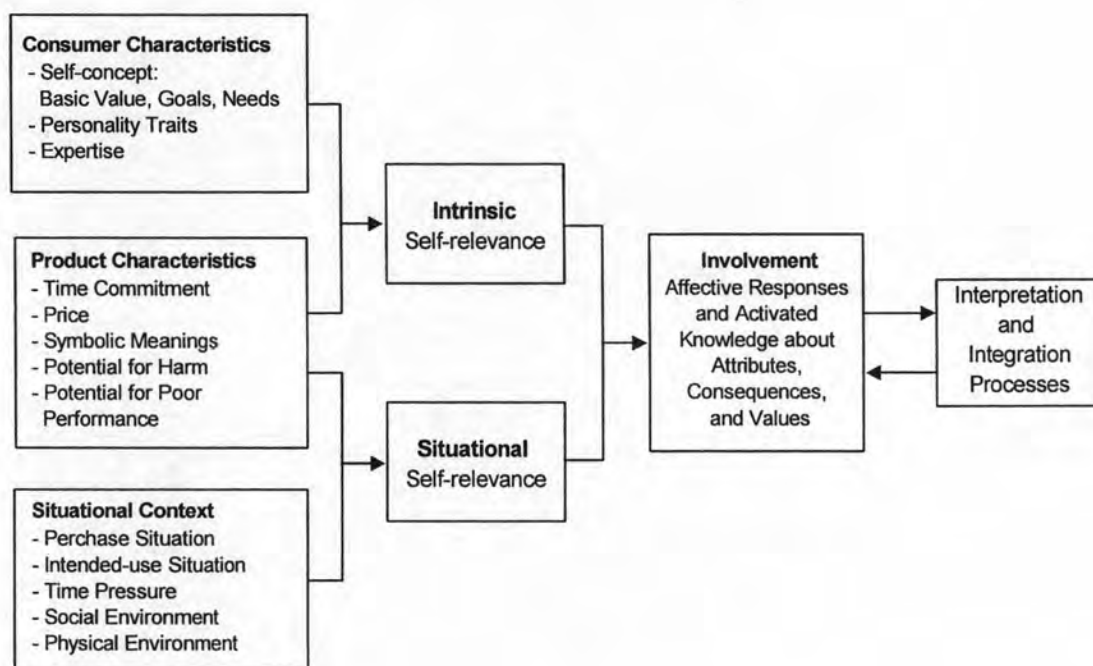 Consumer Characteristics
- Self-concept:
Basic Value, Goals, Needs
- Personality Traits
- Expertise
Product Characteristics
- Time Commitment
- Price
- Symbolic Meanings
- Potential for Harm
- Potential for Poor
Performance
Situational Context
- Perchase Situation
- Intended-use Situation
- Time Pressure
- Social Environment
- Physical Environment
Intrinsic
Self-relevance
Situational
Self-relevance
Involvement
Affective Responses
and Activated
Knowledge about
Attributes,
Consequences,
and Values
Interpretation
and
Integration
Processes